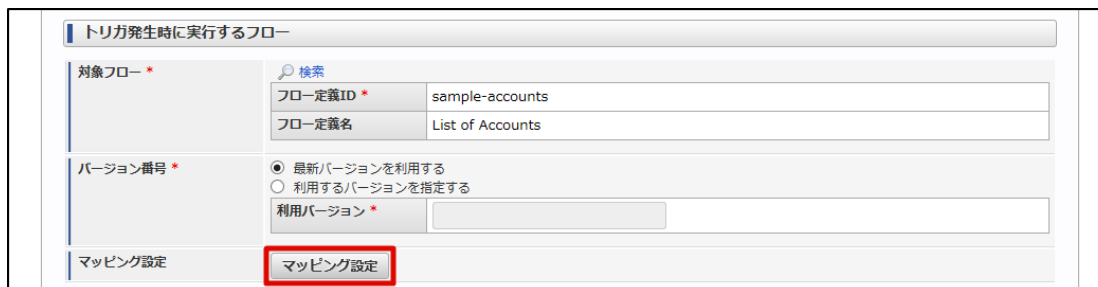 トリガ発生時に実行するフロー
対象フロー *
検索
フロー定義ID * sample-accounts
フロー定義名 List of Accounts
バージョン番号 *
最新バージョンを利用する
利用するバージョンを指定する
利用バージョン *
マッピング設定 マッピング設定